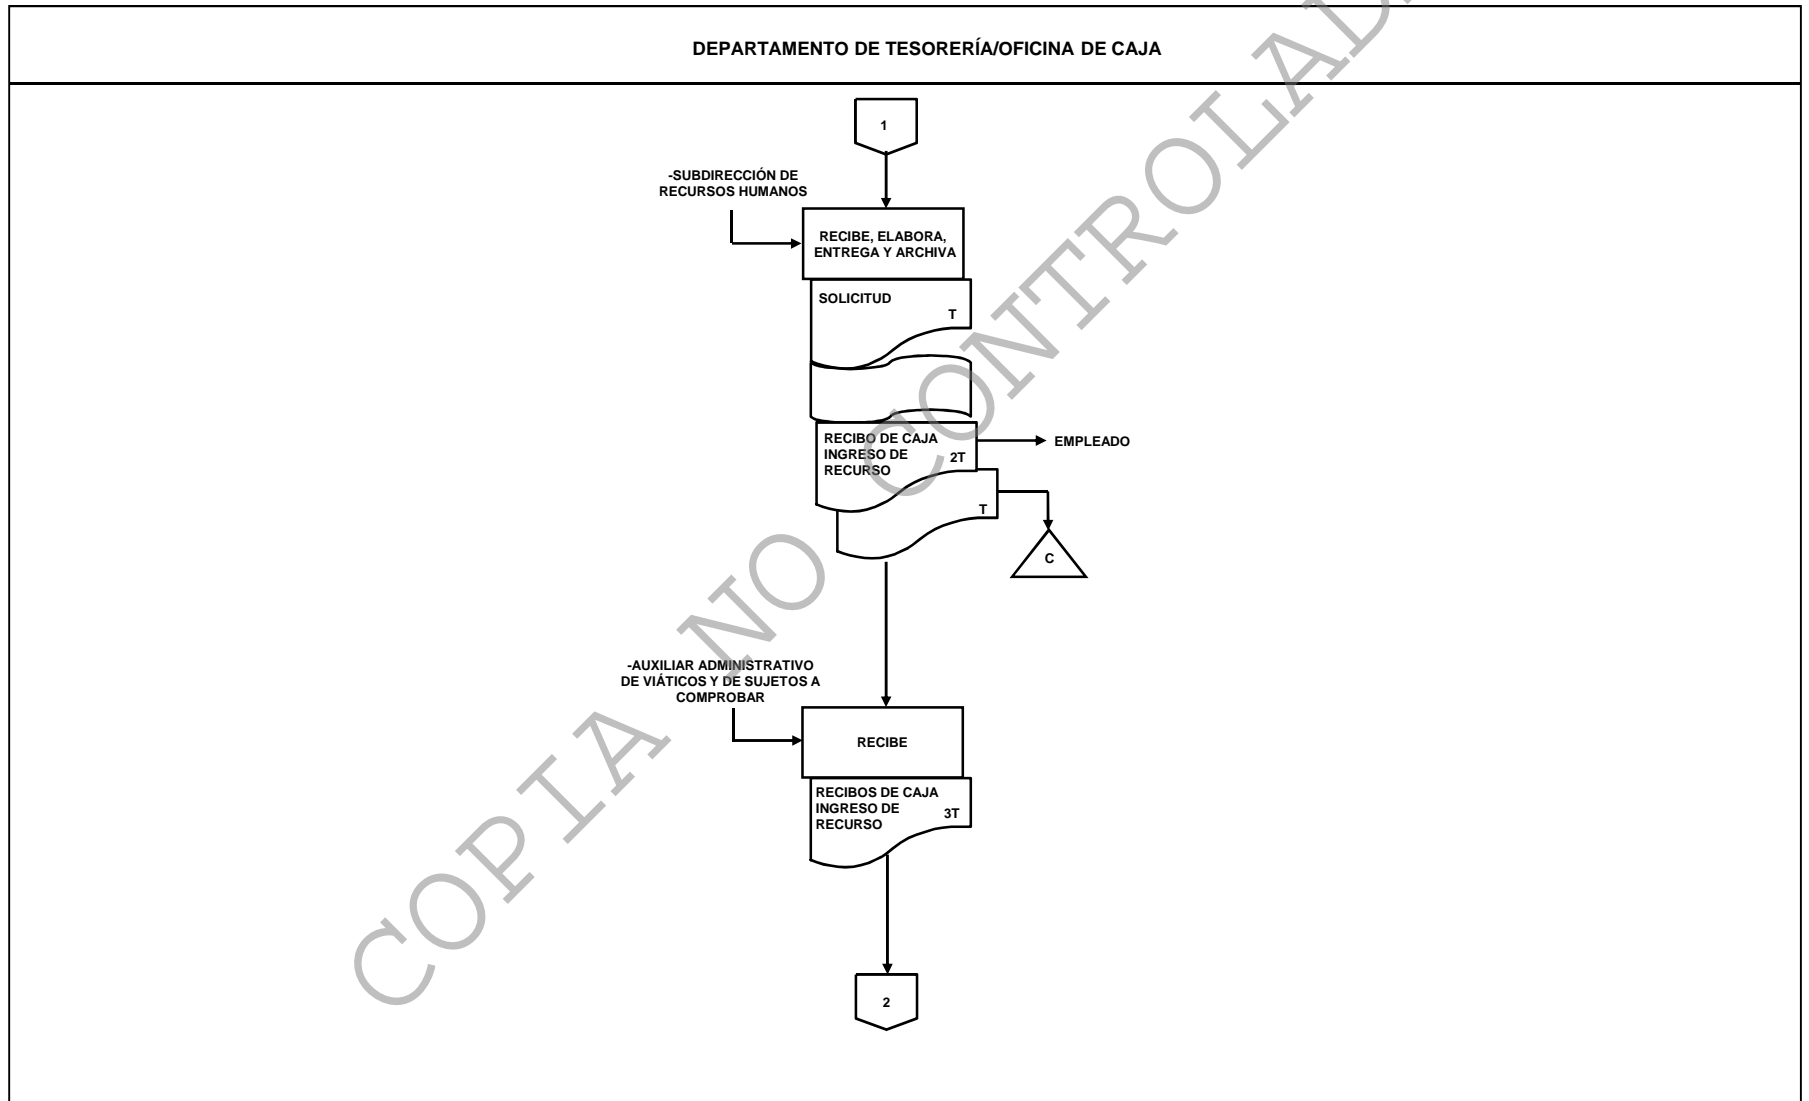 DEPARTAMENTO DE TESORERÍA/OFICINA DE CAJA
1
-SUBDIRECCIÓN DE
RECURSOS HUMANOS
RECIBE, ELABORA,
ENTREGA Y ARCHIVA
SOLICITUD
T
RECIBO DE CAJA
INGRESO DE
RECURSO
2T
EMPLEADO
T
C
-AUXILIAR ADMINISTRATIVO
DE VIÁTICOS Y DE SUJETOS A
COMPROBAR
RECIBE
RECIBOS DE CAJA
INGRESO DE
RECURSO
3T
2
COPIA NO CONTROLAD